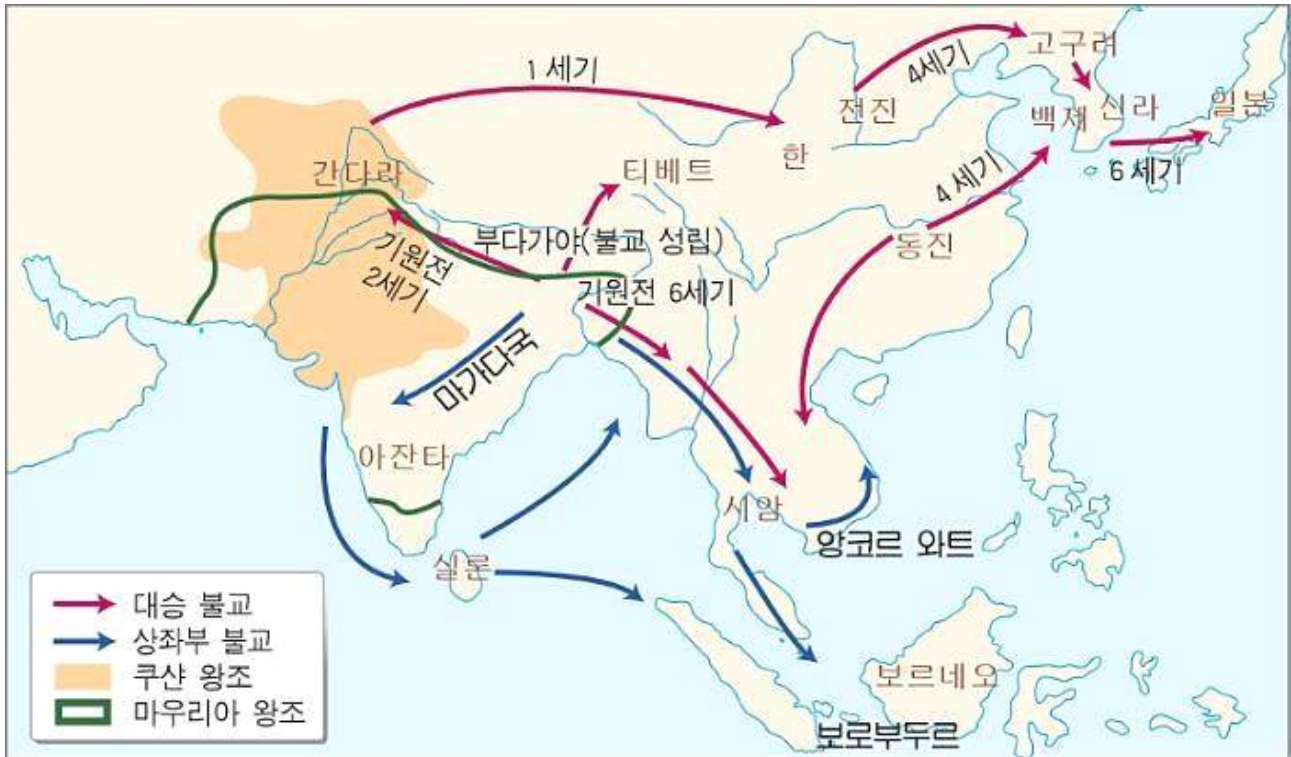 고구려
1 세기
4세기
전진
백제
신라
일본
한
6 세기
간다라
티베트
4 세기
동진
부다가야(불교 성립)
기원전
2세기
기원전 6세기
마가다국
아잔타
시암
앙코르 와트
실론
보르네오
보로부두르
대승 불교
상좌부 불교
쿠샨 왕조
마우리아 왕조